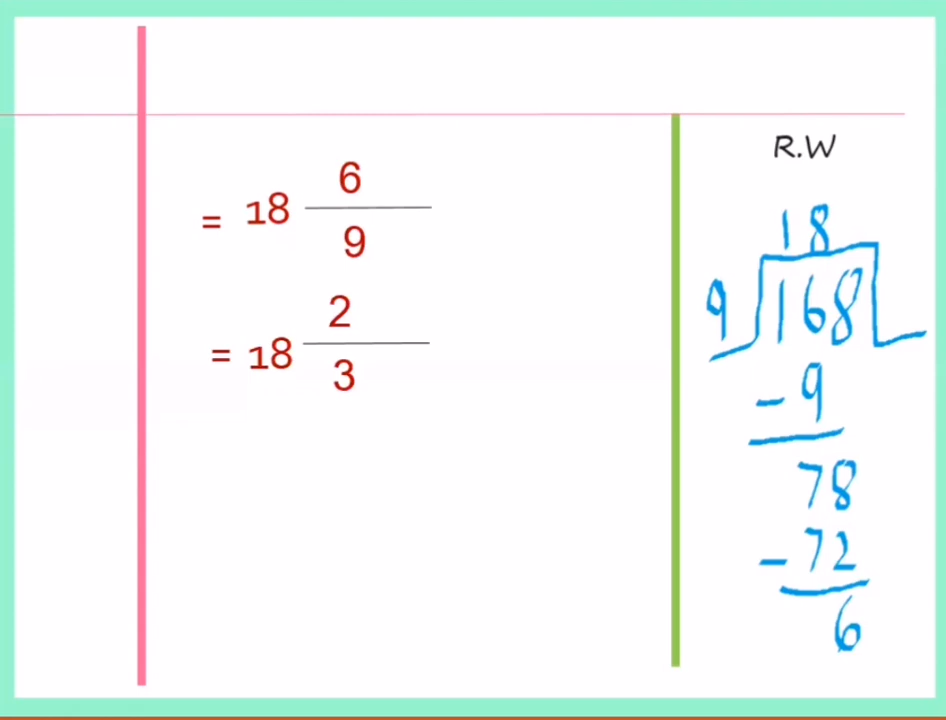 = 18 6/9
= 18 2/3
R.W
18
9 168
- 9
78
- 72
6